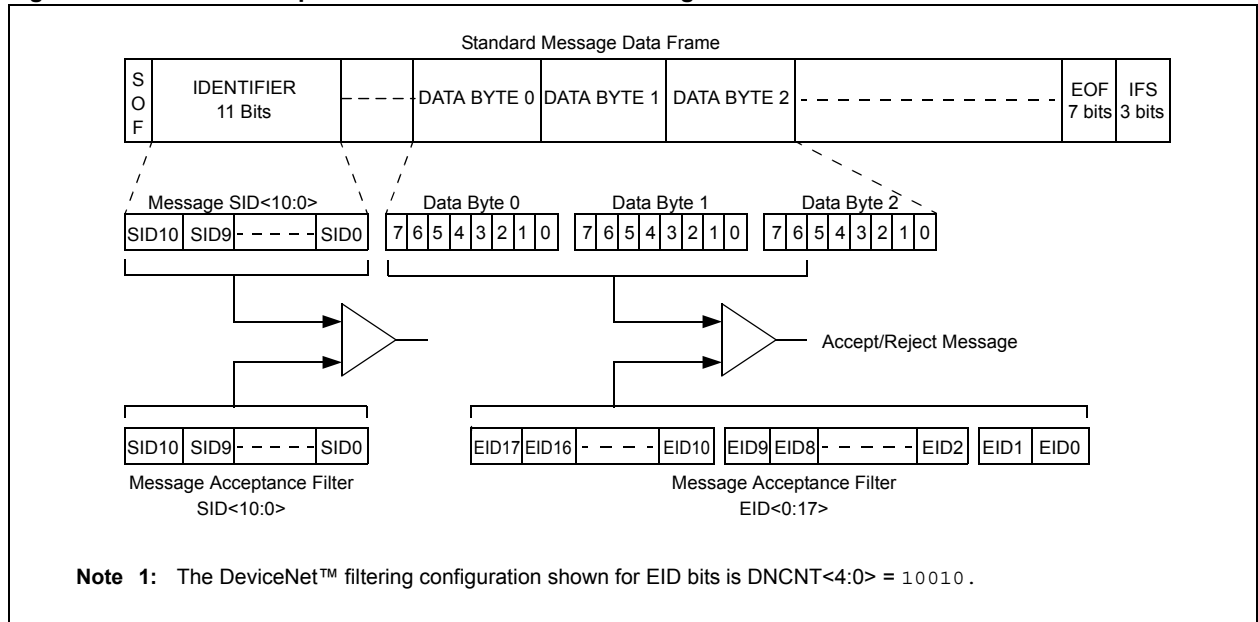 Standard Message Data Frame
S O F
IDENTIFIER
11 Bits
DATA BYTE 0
DATA BYTE 1
DATA BYTE 2
EOF
7 bits
IFS
3 bits
Message SID<10:0>
Data Byte 0
Data Byte 1
Data Byte 2
SID10 SID9 SID0
7 6 5 4 3 2 1 0
7 6 5 4 3 2 1 0
7 6 5 4 3 2 1 0
Accept/Reject Message
SID10 SID9 SID0
EID17 EID16 EID10
EID9 EID8 EID2
EID1 EID0
Message Acceptance Filter
SID<10:0>
Message Acceptance Filter
EID<0:17>
Note 1: The DeviceNet™ filtering configuration shown for EID bits is DNCNT<4:0> = 10010.